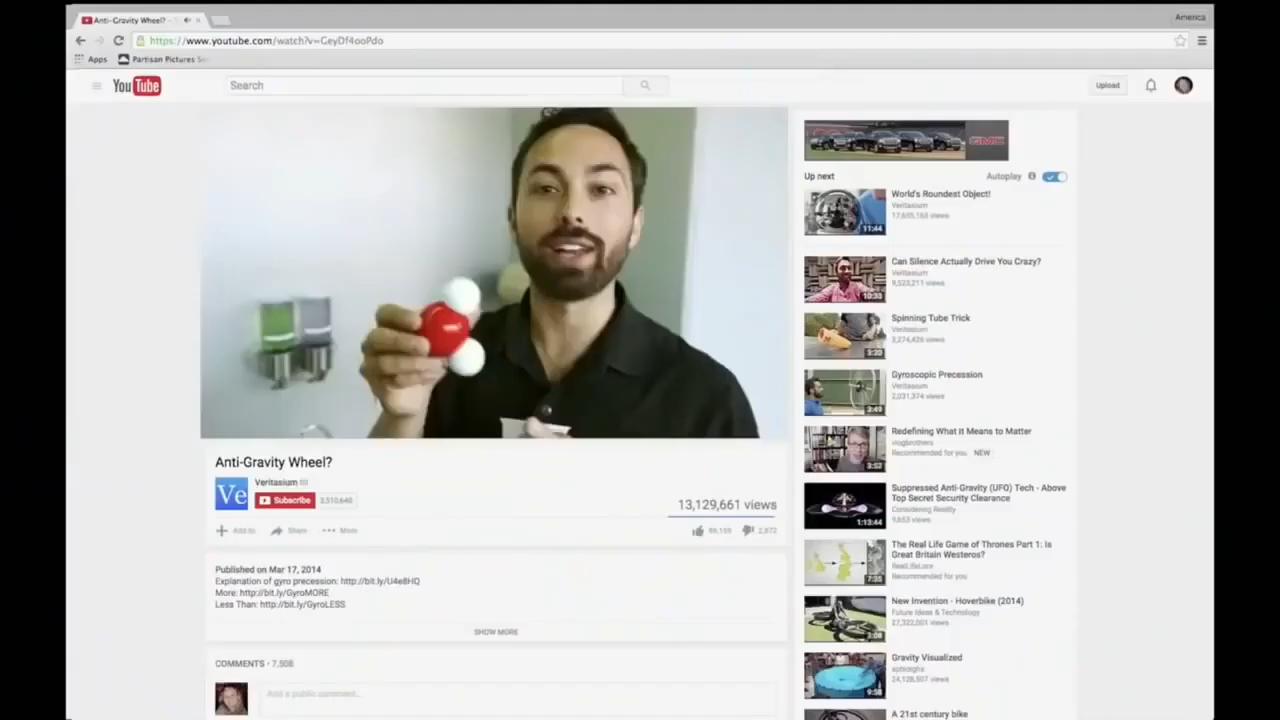 Anti-Gravity Wheel? -
America
https://www.youtube.com/watch?v=GeyDf4ooPdo
Apps
Partisan Pictures
YouTube
Search
Upload
GMC
Up next
Autoplay
World's Roundest Object!
Veritasium
17,635,163 views
11:44
Can Silence Actually Drive You Crazy?
Veritasium
9,523,211 views
10:33
Spinning Tube Trick
Veritasium
3,274,426 views
3:20
Gyroscopic Precession
Veritasium
2,031,374 views
3:49
Redefining What It Means to Matter
vlogbrothers
Recommended for you NEW
3:52
Suppressed Anti-Gravity (UFO) Tech - Above
Top Secret Security Clearance
Considering Reality
9,653 views
1:13:44
The Real Life Game of Thrones Part 1: Is
Great Britain Westeros?
RealLifeLore
Recommended for you
7:35
New Invention - Hoverbike (2014)
Future Ideas & Technology
27,322,001 views
3:08
Gravity Visualized
24,128,507 views
9:58
A 21st century bike
Anti-Gravity Wheel?
Ve
Veritasium
Subscribe
3,510,640
13,129,661 views
Add to
Share
More
2,872
Published on Mar 17, 2014
Explanation of gyro precession: http://bit.ly/U4e8HQ
More: http://bit.ly/GyroMORE
Less Than: http://bit.ly/GyroLESS
SHOW MORE
COMMENTS • 7,508
Add a public comment...